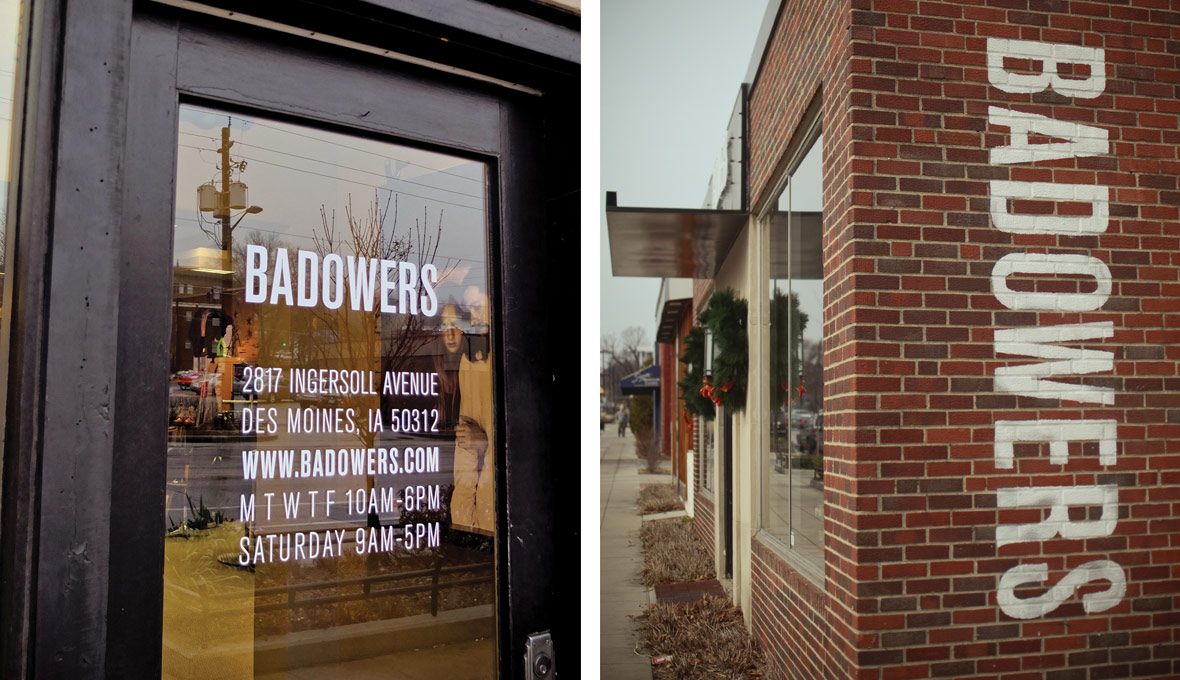 BADOWERS
2817 INGERSOLL AVENUE
DES MOINES, IA 50312
WWW.BADOWERS.COM
M T W T F 10AM-6PM
SATURDAY 9AM-5PM
BADOWERS